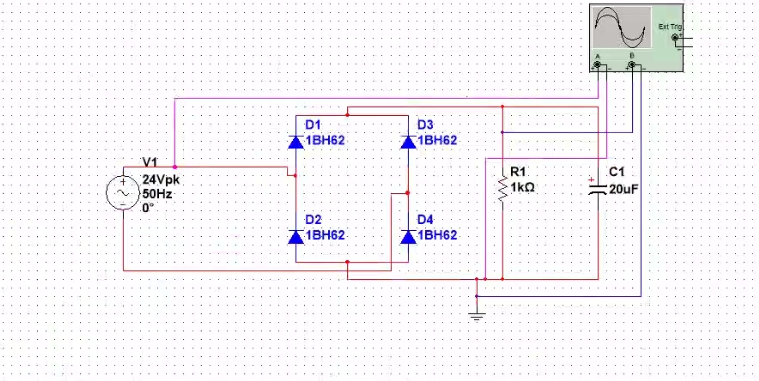 Ext Trig
+
−
A
B
+ − + −
D1
1BH62
D3
1BH62
V1
24Vpk
50Hz
0°
+
−
R1
1kΩ
+
C1
20uF
D2
1BH62
D4
1BH62